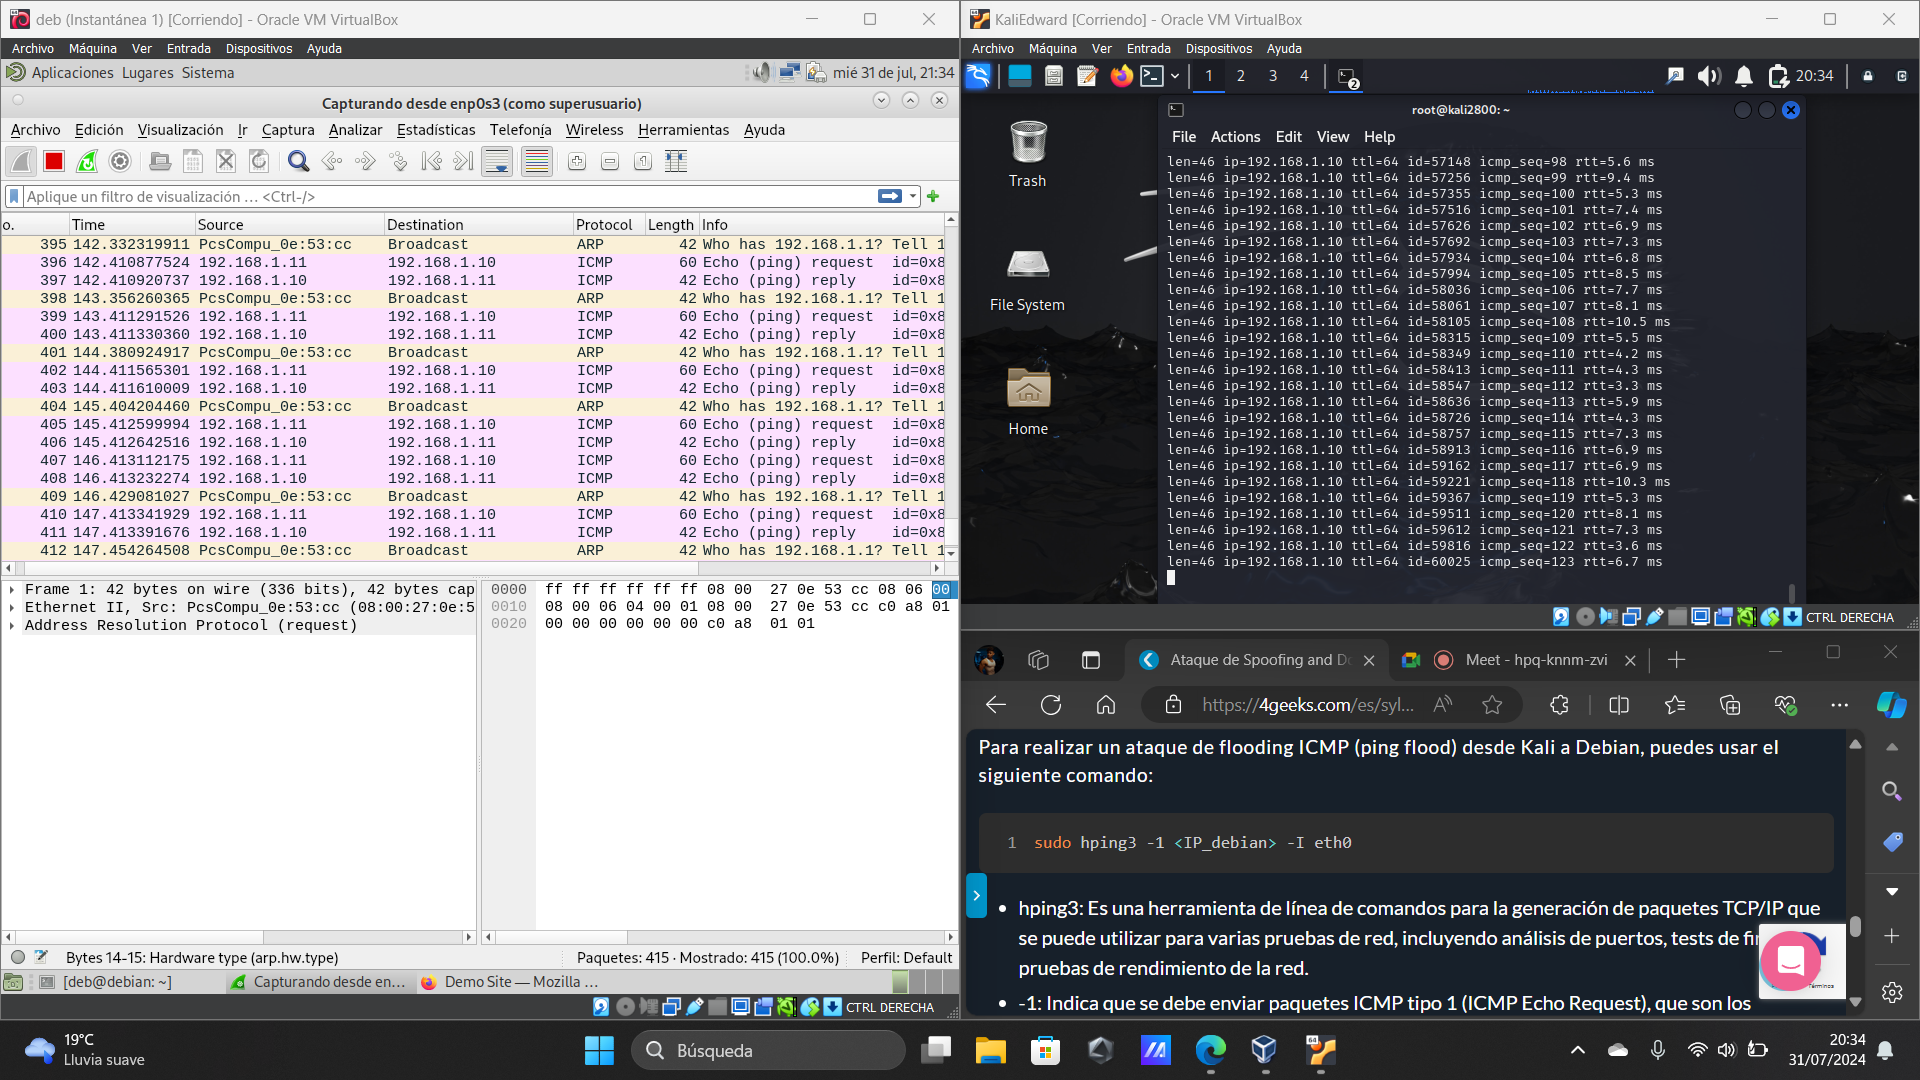 deb (Instantánea 1) [Corriendo] - Oracle VM VirtualBox
Archivo Máquina Ver Entrada Dispositivos Ayuda
Aplicaciones Lugares Sistema
mié 31 de jul, 21:34
Capturando desde enp0s3 (como superusuario)
Archivo Edición Visualización Ir Captura Analizar Estadísticas Telefonía Wireless Herramientas Ayuda
Aplique un filtro de visualización … <Ctrl-/>
o. Time Source Destination Protocol Length Info
395 142.332319911 PcsCompu_0e:53:cc Broadcast ARP 42 Who has 192.168.1.1? Tell 1
396 142.410877524 192.168.1.11 192.168.1.10 ICMP 60 Echo (ping) request id=0x8
397 142.410920737 192.168.1.10 192.168.1.11 ICMP 42 Echo (ping) reply id=0x8
398 143.356260365 PcsCompu_0e:53:cc Broadcast ARP 42 Who has 192.168.1.1? Tell 1
399 143.411291526 192.168.1.11 192.168.1.10 ICMP 60 Echo (ping) request id=0x8
400 143.411330360 192.168.1.10 192.168.1.11 ICMP 42 Echo (ping) reply id=0x8
401 144.380924917 PcsCompu_0e:53:cc Broadcast ARP 42 Who has 192.168.1.1? Tell 1
402 144.411565301 192.168.1.11 192.168.1.10 ICMP 60 Echo (ping) request id=0x8
403 144.411610009 192.168.1.10 192.168.1.11 ICMP 42 Echo (ping) reply id=0x8
404 145.404204460 PcsCompu_0e:53:cc Broadcast ARP 42 Who has 192.168.1.1? Tell 1
405 145.412599994 192.168.1.11 192.168.1.10 ICMP 60 Echo (ping) request id=0x8
406 145.412642516 192.168.1.10 192.168.1.11 ICMP 42 Echo (ping) reply id=0x8
407 146.413112175 192.168.1.11 192.168.1.10 ICMP 60 Echo (ping) request id=0x8
408 146.413232274 192.168.1.10 192.168.1.11 ICMP 42 Echo (ping) reply id=0x8
409 146.429081027 PcsCompu_0e:53:cc Broadcast ARP 42 Who has 192.168.1.1? Tell 1
410 147.413341929 192.168.1.11 192.168.1.10 ICMP 60 Echo (ping) request id=0x8
411 147.413391676 192.168.1.10 192.168.1.11 ICMP 42 Echo (ping) reply id=0x8
412 147.454264508 PcsCompu_0e:53:cc Broadcast ARP 42 Who has 192.168.1.1? Tell 1
Frame 1: 42 bytes on wire (336 bits), 42 bytes cap
Ethernet II, Src: PcsCompu_0e:53:cc (08:00:27:0e:5
Address Resolution Protocol (request)
0000 ff ff ff ff ff ff 08 00 27 0e 53 cc 08 06 00
0010 08 00 06 04 00 01 08 00 27 0e 53 cc c0 a8 01
0020 00 00 00 00 00 00 c0 a8 01 01
Bytes 14-15: Hardware type (arp.hw.type)
Paquetes: 415 · Mostrado: 415 (100.0%)
Perfil: Default
[deb@debian: ~]
Capturando desde en…
Demo Site — Mozilla …
CTRL DERECHA
KaliEdward [Corriendo] - Oracle VM VirtualBox
Archivo Máquina Ver Entrada Dispositivos Ayuda
1 2 3 4
2
20:34
Trash
File System
Home
root@kali2800: ~
File Actions Edit View Help
len=46 ip=192.168.1.10 ttl=64 id=57148 icmp_seq=98 rtt=5.6 ms
len=46 ip=192.168.1.10 ttl=64 id=57256 icmp_seq=99 rtt=9.4 ms
len=46 ip=192.168.1.10 ttl=64 id=57355 icmp_seq=100 rtt=5.3 ms
len=46 ip=192.168.1.10 ttl=64 id=57516 icmp_seq=101 rtt=7.4 ms
len=46 ip=192.168.1.10 ttl=64 id=57626 icmp_seq=102 rtt=6.9 ms
len=46 ip=192.168.1.10 ttl=64 id=57692 icmp_seq=103 rtt=7.3 ms
len=46 ip=192.168.1.10 ttl=64 id=57934 icmp_seq=104 rtt=6.8 ms
len=46 ip=192.168.1.10 ttl=64 id=57994 icmp_seq=105 rtt=8.5 ms
len=46 ip=192.168.1.10 ttl=64 id=58036 icmp_seq=106 rtt=7.7 ms
len=46 ip=192.168.1.10 ttl=64 id=58061 icmp_seq=107 rtt=8.1 ms
len=46 ip=192.168.1.10 ttl=64 id=58105 icmp_seq=108 rtt=10.5 ms
len=46 ip=192.168.1.10 ttl=64 id=58315 icmp_seq=109 rtt=5.5 ms
len=46 ip=192.168.1.10 ttl=64 id=58349 icmp_seq=110 rtt=4.2 ms
len=46 ip=192.168.1.10 ttl=64 id=58413 icmp_seq=111 rtt=4.3 ms
len=46 ip=192.168.1.10 ttl=64 id=58547 icmp_seq=112 rtt=3.3 ms
len=46 ip=192.168.1.10 ttl=64 id=58636 icmp_seq=113 rtt=5.9 ms
len=46 ip=192.168.1.10 ttl=64 id=58726 icmp_seq=114 rtt=4.3 ms
len=46 ip=192.168.1.10 ttl=64 id=58757 icmp_seq=115 rtt=7.3 ms
len=46 ip=192.168.1.10 ttl=64 id=58913 icmp_seq=116 rtt=6.9 ms
len=46 ip=192.168.1.10 ttl=64 id=59162 icmp_seq=117 rtt=6.9 ms
len=46 ip=192.168.1.10 ttl=64 id=59221 icmp_seq=118 rtt=10.3 ms
len=46 ip=192.168.1.10 ttl=64 id=59367 icmp_seq=119 rtt=5.3 ms
len=46 ip=192.168.1.10 ttl=64 id=59511 icmp_seq=120 rtt=8.1 ms
len=46 ip=192.168.1.10 ttl=64 id=59612 icmp_seq=121 rtt=7.3 ms
len=46 ip=192.168.1.10 ttl=64 id=59816 icmp_seq=122 rtt=3.6 ms
len=46 ip=192.168.1.10 ttl=64 id=60025 icmp_seq=123 rtt=6.7 ms
CTRL DERECHA
Ataque de Spoofing and Do
Meet - hpq-knnm-zvi
https://4geeks.com/es/syl...
Para realizar un ataque de flooding ICMP (ping flood) desde Kali a Debian, puedes usar el
siguiente comando:
1 sudo hping3 -1 <IP_debian> -I eth0
• hping3: Es una herramienta de línea de comandos para la generación de paquetes TCP/IP que
se puede utilizar para varias pruebas de red, incluyendo análisis de puertos, tests de fi
pruebas de rendimiento de la red.
Términos
• -1: Indica que se debe enviar paquetes ICMP tipo 1 (ICMP Echo Request), que son los
19°C
Lluvia suave
Búsqueda
20:34
31/07/2024